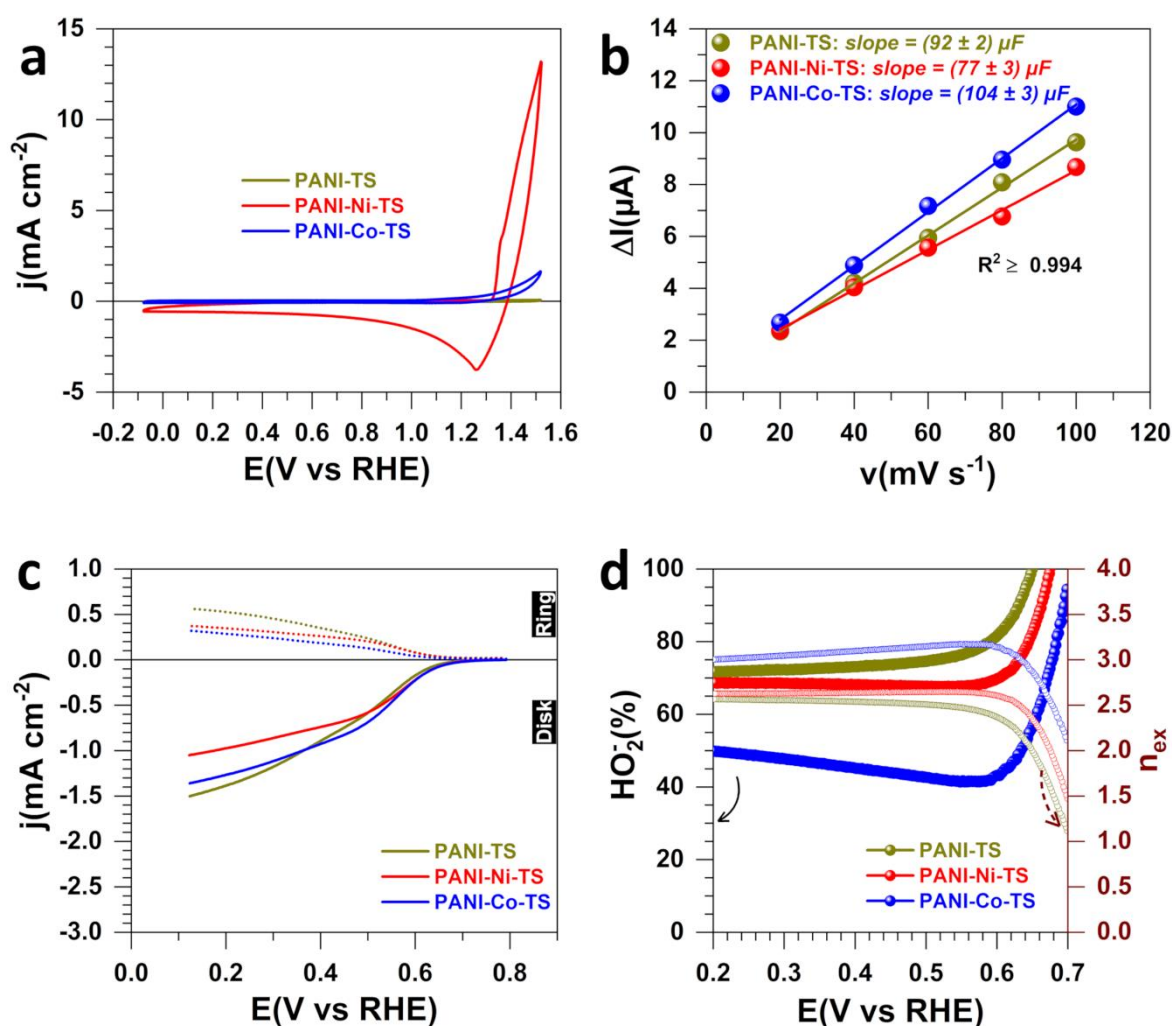 a
15
10
5
0
-5
j(mA cm⁻²)
PANI-TS
PANI-Ni-TS
PANI-Co-TS
-0.2 0.0 0.2 0.4 0.6 0.8 1.0 1.2 1.4 1.6
E(V vs RHE)
b
14
12
10
8
6
4
2
0
ΔI(µA)
PANI-TS: slope = (92 ± 2) µF
PANI-Ni-TS: slope = (77 ± 3) µF
PANI-Co-TS: slope = (104 ± 3) µF
R² ≥ 0.994
0 20 40 60 80 100 120
v(mV s⁻¹)
c
1.0
0.5
0.0
-0.5
-1.0
-1.5
-2.0
-2.5
-3.0
j(mA cm⁻²)
Ring
Disk
PANI-TS
PANI-Ni-TS
PANI-Co-TS
0.0 0.2 0.4 0.6 0.8
E(V vs RHE)
d
100
80
60
40
20
0
HO₂⁻(%)
4.0
3.5
3.0
2.5
2.0
1.5
1.0
0.5
0.0
nₑₓ
PANI-TS
PANI-Ni-TS
PANI-Co-TS
0.2 0.3 0.4 0.5 0.6 0.7
E(V vs RHE)